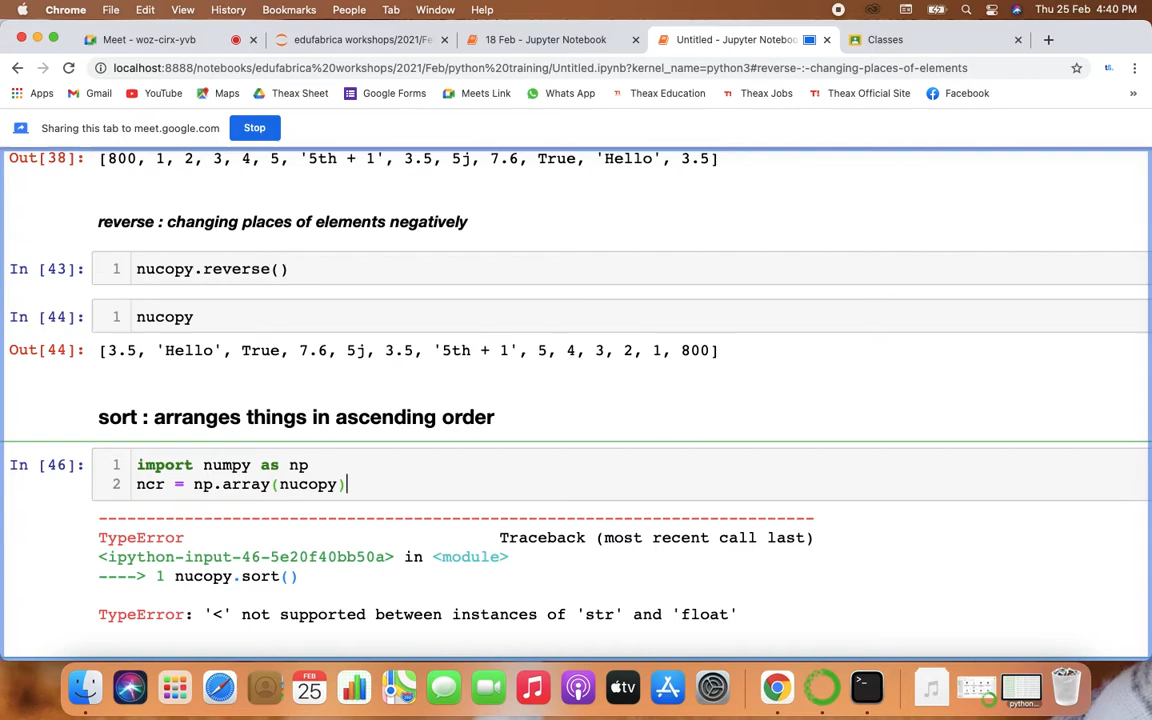 Chrome File Edit View History Bookmarks People Tab Window Help Thu 25 Feb 4:40 PM
Meet - woz-cirx-yvb edufabrica workshops/2021/Fe 18 Feb - Jupyter Notebook Untitled - Jupyter Noteboo Classes
localhost:8888/notebooks/edufabrica%20workshops/2021/Feb/python%20training/Untitled.ipynb?kernel_name=python3#reverse-:-changing-places-of-elements
Apps Gmail YouTube Maps Theax Sheet Google Forms Meets Link Whats App Theax Education Theax Jobs Theax Official Site Facebook »
Sharing this tab to meet.google.com Stop
Out[38]: [800, 1, 2, 3, 4, 5, '5th + 1', 3.5, 5j, 7.6, True, 'Hello', 3.5]
reverse : changing places of elements negatively
In [43]: 1 nucopy.reverse()
In [44]: 1 nucopy
Out[44]: [3.5, 'Hello', True, 7.6, 5j, 3.5, '5th + 1', 5, 4, 3, 2, 1, 800]
sort : arranges things in ascending order
In [46]: 1 import numpy as np
2 ncr = np.array(nucopy)
---------------------------------------------------------------------------
TypeError Traceback (most recent call last)
<ipython-input-46-5e20f40bb50a> in <module>
----> 1 nucopy.sort()
TypeError: '<' not supported between instances of 'str' and 'float'
FEB
25
tv
python...